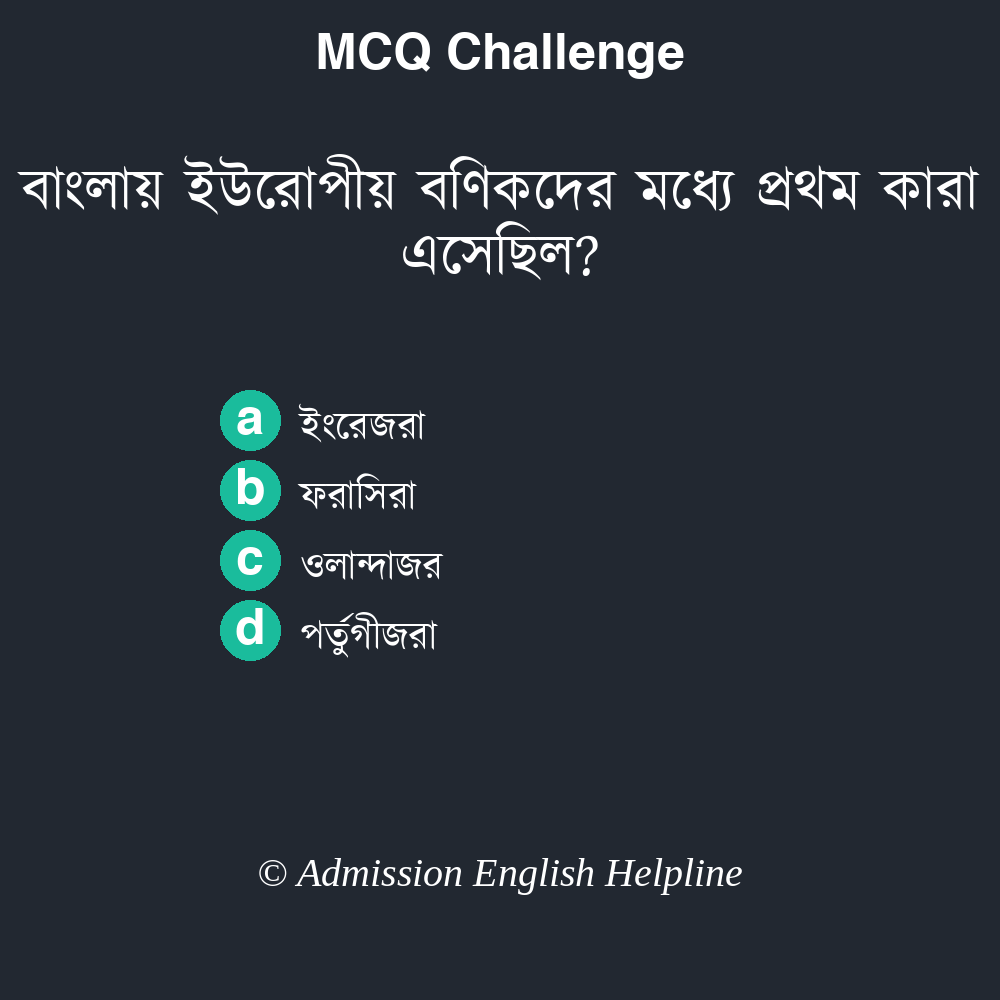 MCQ Challenge
বাংলায় ইউরোপীয় বণিকদের মধ্যে প্রথম কারা
এসেছিল?
a ইংরেজরা
b ফরাসিরা
c ওলান্দাজর
d পর্তুগীজরা
© Admission English Helpline